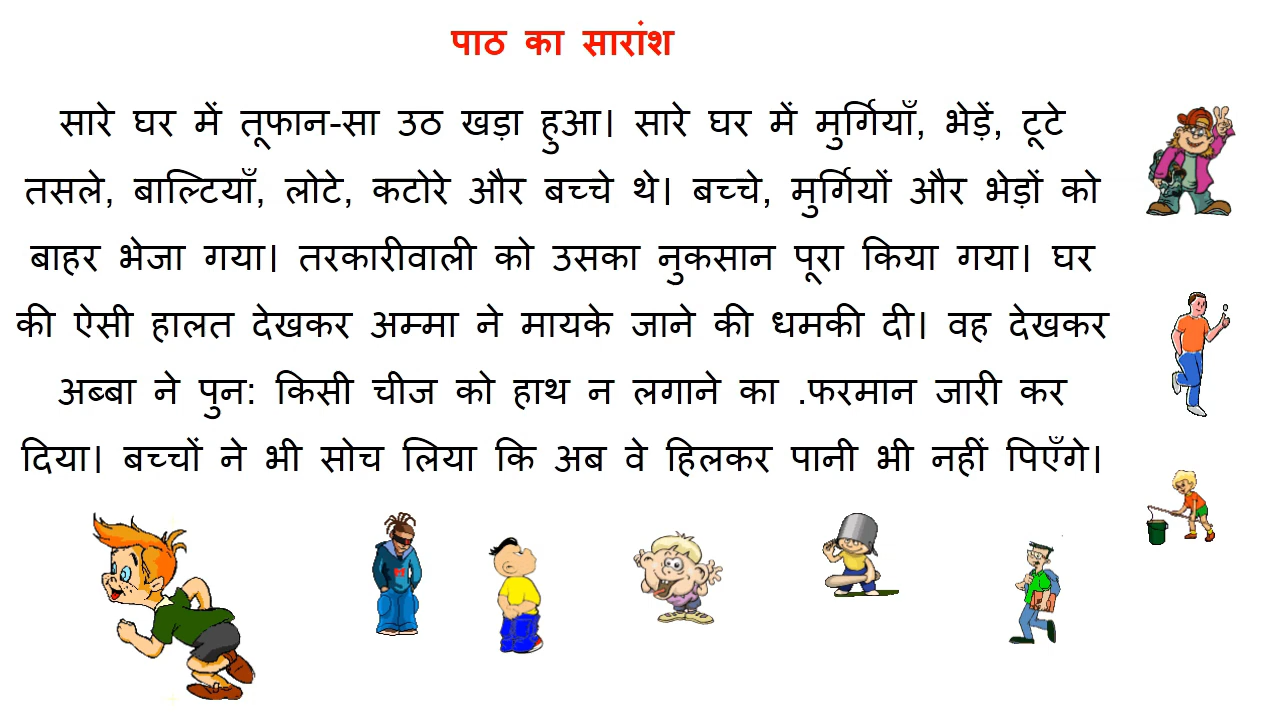 पाठ का सारांश
सारे घर में तूफान-सा उठ खड़ा हुआ। सारे घर में मुर्गियाँ, भेड़ें, टूटे
तसले, बाल्टियाँ, लोटे, कटोरे और बच्चे थे। बच्चे, मुर्गियों और भेड़ों को
बाहर भेजा गया। तरकारीवाली को उसका नुकसान पूरा किया गया। घर
की ऐसी हालत देखकर अम्मा ने मायके जाने की धमकी दी। वह देखकर
अब्बा ने पुन: किसी चीज को हाथ न लगाने का .फरमान जारी कर
दिया। बच्चों ने भी सोच लिया कि अब वे हिलकर पानी भी नहीं पिएँगे।